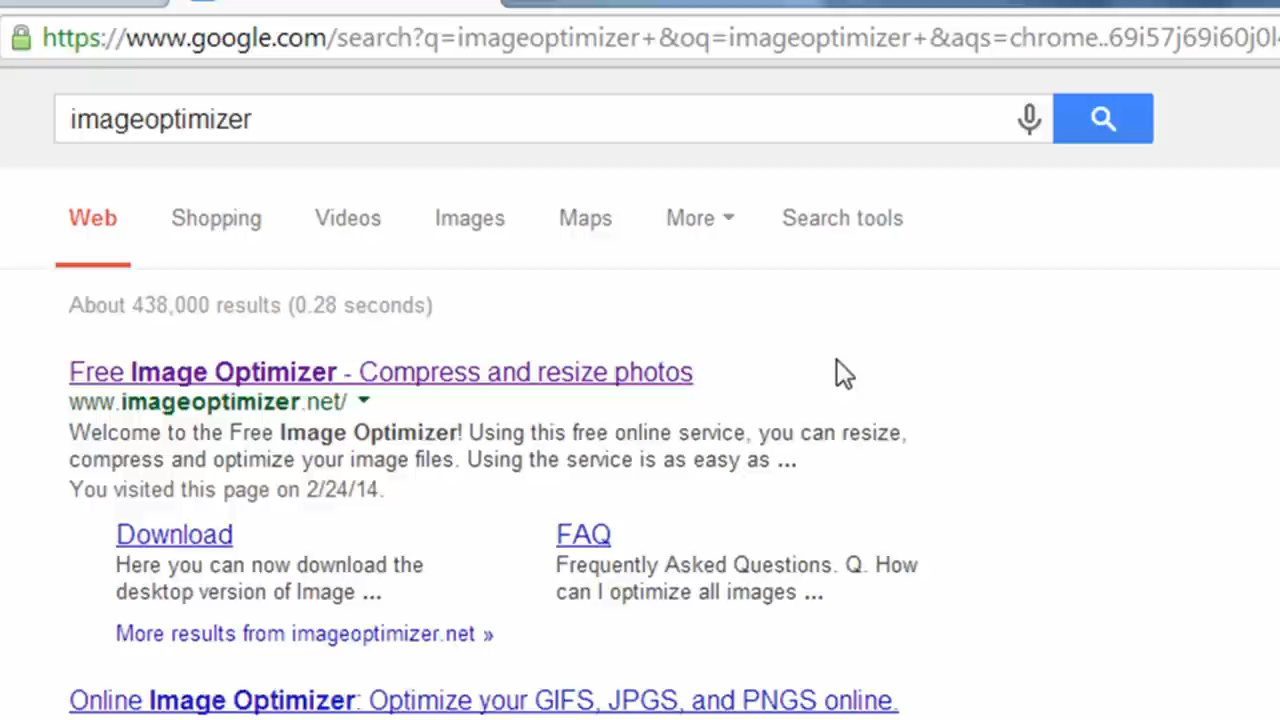 https://www.google.com/search?q=imageoptimizer+&oq=imageoptimizer+&aqs=chrome..69i57j69i60j0l4
imageoptimizer
Web Shopping Videos Images Maps More Search tools
About 438,000 results (0.28 seconds)
Free Image Optimizer - Compress and resize photos
www.imageoptimizer.net/
Welcome to the Free Image Optimizer! Using this free online service, you can resize,
compress and optimize your image files. Using the service is as easy as ...
You visited this page on 2/24/14.
Download FAQ
Here you can now download the Frequently Asked Questions. Q. How
desktop version of Image ... can I optimize all images ...
More results from imageoptimizer.net »
Online Image Optimizer: Optimize your GIFS, JPGS, and PNGS online.